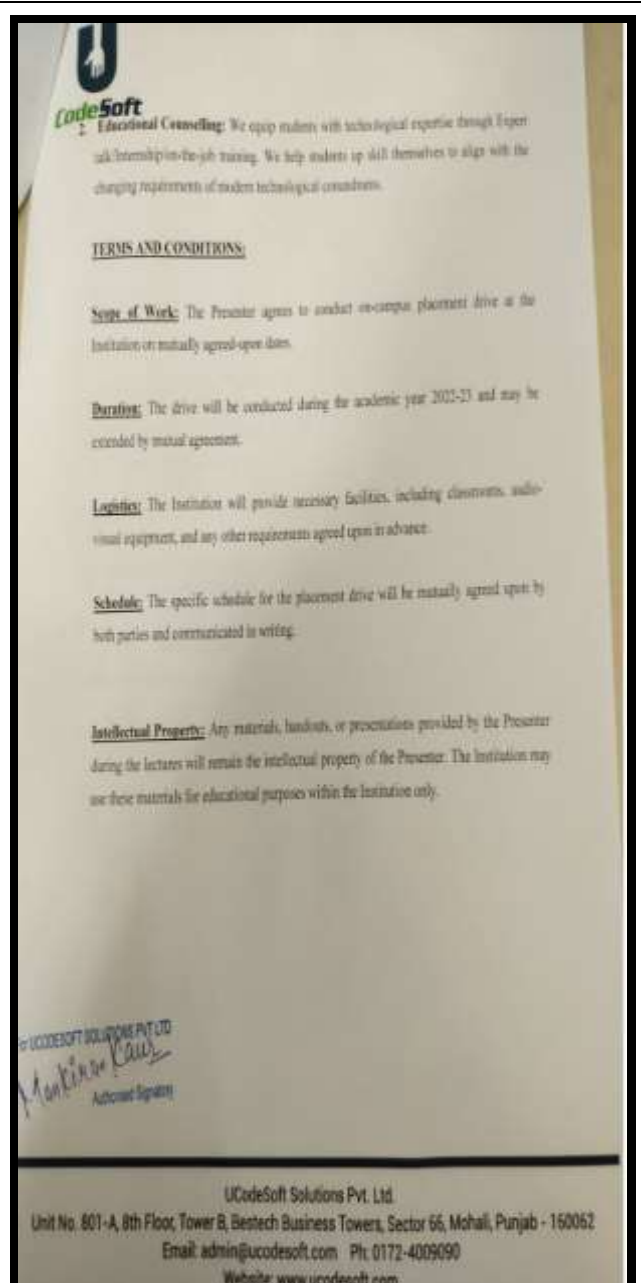 U
CodeSoft
2. Educational Counselling: We equip students with technological expertise through Expert
talk/Internship/on-the-job training. We help students up skill themselves to align with the
changing requirements of modern technological conundrums.
TERMS AND CONDITIONS:
Scope of Work: The Presenter agrees to conduct on-campus placement drive at the
Institution on mutually agreed-upon dates.
Duration: The drive will be conducted during the academic year 2022-23 and may be
extended by mutual agreement.
Logistics: The Institution will provide necessary facilities, including classrooms, audio-
visual equipment, and any other requirements agreed upon in advance.
Schedule: The specific schedule for the placement drive will be mutually agreed upon by
both parties and communicated in writing.
Intellectual Property: Any materials, handouts, or presentations provided by the Presenter
during the lectures will remain the intellectual property of the Presenter. The Institution may
use these materials for educational purposes within the Institution only.
For UCODESOFT SOLUTIONS PVT LTD
Mankiran Kaur
Authorised Signatory
UCodeSoft Solutions Pvt. Ltd.
Unit No. 801-A, 8th Floor, Tower B, Bestech Business Towers, Sector 66, Mohali, Punjab - 160062
Email: admin@ucodesoft.com Ph: 0172-4009090
Website: www.ucodesoft.com